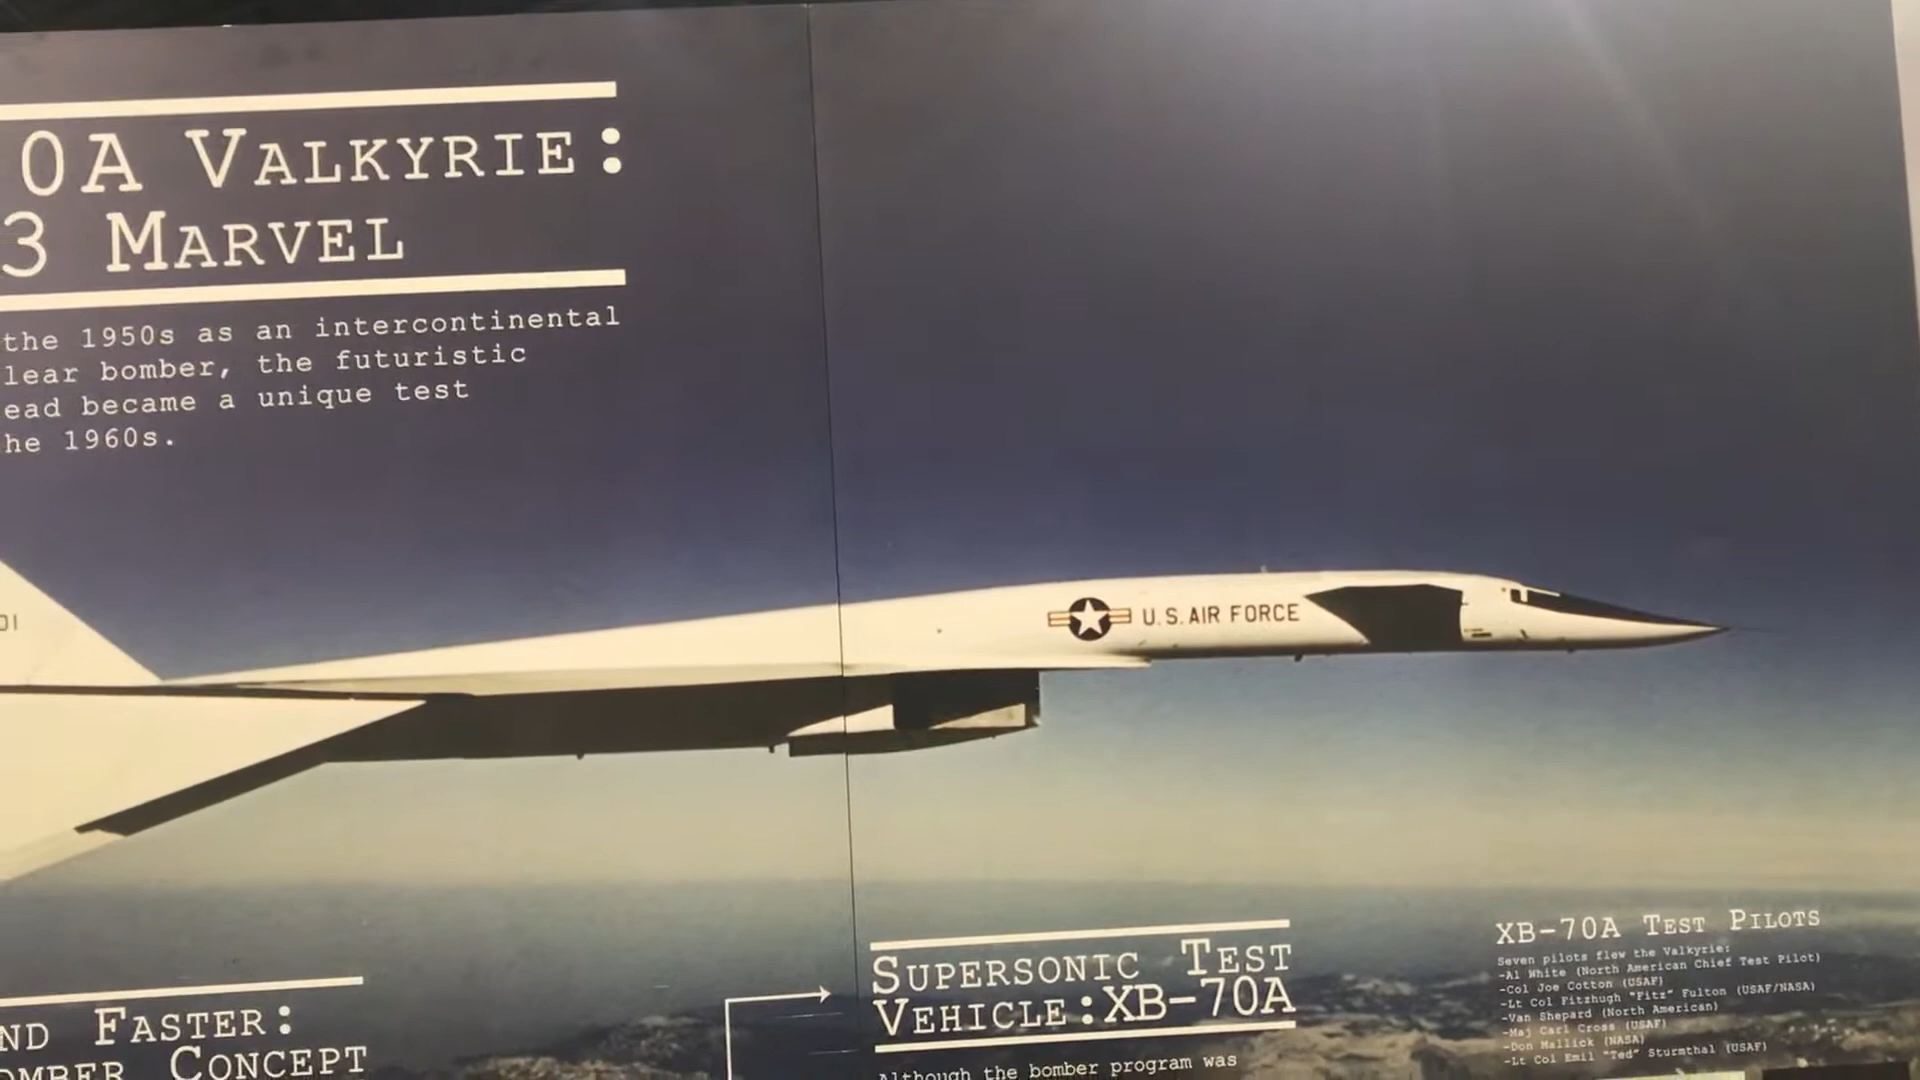 0A VALKYRIE:
3 MARVEL
the 1950s as an intercontinental
lear bomber, the futuristic
ead became a unique test
he 1960s.
01
U.S. AIR FORCE
ND FASTER:
OMBER CONCEPT
SUPERSONIC TEST
VEHICLE:XB-70A
Although the bomber program was
XB-70A TEST PILOTS
Seven pilots flew the Valkyrie:
-Al White (North American Chief Test Pilot)
-Col Joe Cotton (USAF)
-Lt Col Fitzhugh "Fitz" Fulton (USAF/NASA)
-Van Shepard (North American)
-Maj Carl Cross (USAF)
-Don Mallick (NASA)
-Lt Col Emil "Ted" Sturmthal (USAF)